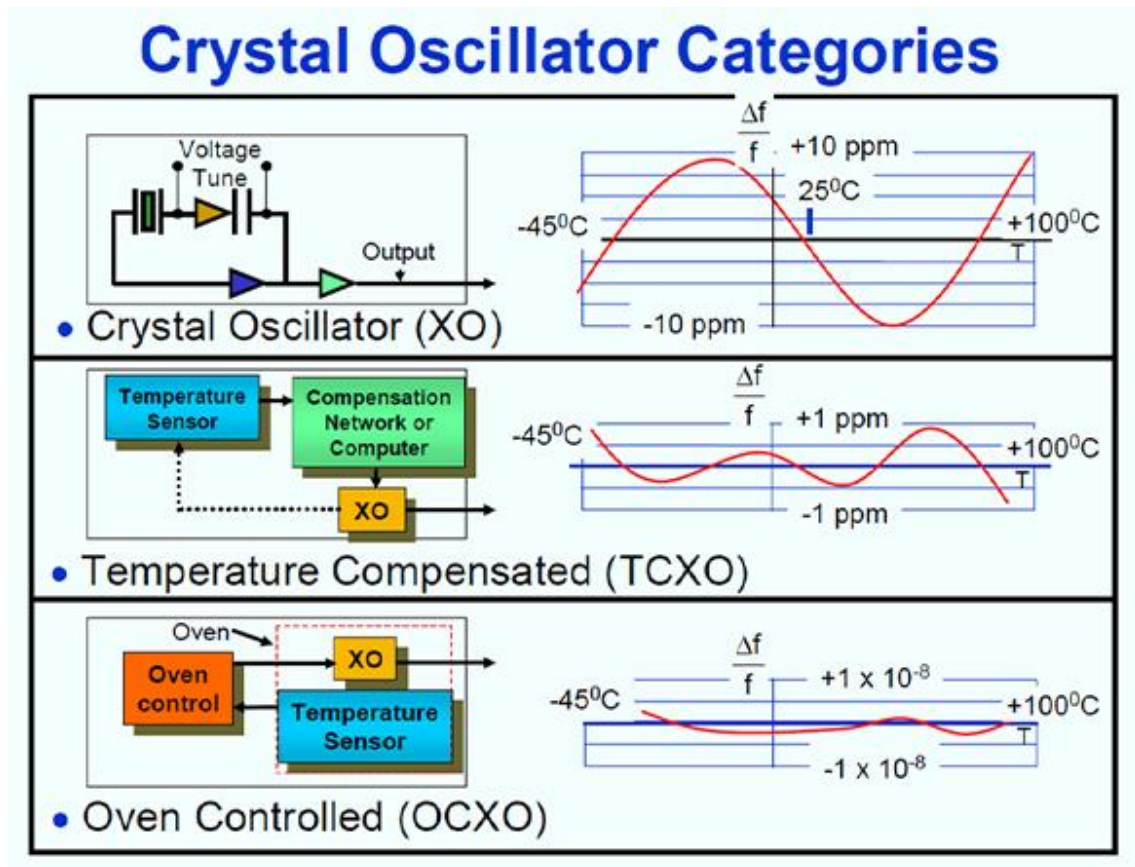 Crystal Oscillator Categories
Voltage
Tune
Output
• Crystal Oscillator (XO)
Δf
f
+10 ppm
25⁰C
-45⁰C
+100⁰C
T
-10 ppm
Temperature
Sensor
Compensation
Network or
Computer
XO
• Temperature Compensated (TCXO)
Δf
f
+1 ppm
-45⁰C
+100⁰C
T
-1 ppm
Oven
Oven
control
XO
Temperature
Sensor
• Oven Controlled (OCXO)
Δf
f
+1 x 10⁻⁸
-45⁰C
+100⁰C
T
-1 x 10⁻⁸